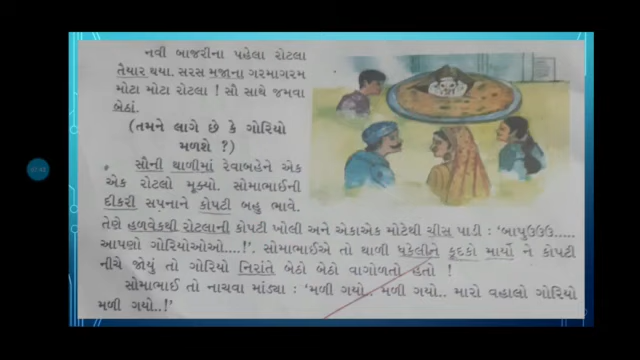 નવી બાજરીના પહેલા રોટલા
તૈયાર થયા. સરસ મજાના ગરમાગરમ
મોટા મોટા રોટલા ! સૌ સાથે જમવા
બેઠાં.
(તમને લાગે છે કે ગોરિયો
મળશે ?)
સૌની થાળીમાં રેવાબહેને એક
એક રોટલો મૂક્યો. સોમાભાઈની
દીકરી સપનાને કોપટી બહુ ભાવે.
તેણે હળવેકથી રોટલાની કોપટી ખોલી અને એકાએક મોટેથી ચીસ પાડી : ‘બાપુઉઉઉ.....
આપણો ગોરિયોઓઓ....!’. સોમાભાઈએ તો થાળી ધકેલીને કૂદકો માર્યો ને કોપટી
નીચે જોયું તો ગોરિયો નિરાંતે બેઠો બેઠો વાગોળતો હતો !
સોમાભાઈ તો નાચવા માંડ્યા : ‘મળી ગયો.. મળી ગયો.. મારો વહાલો ગોરિયો
મળી ગયો..!’